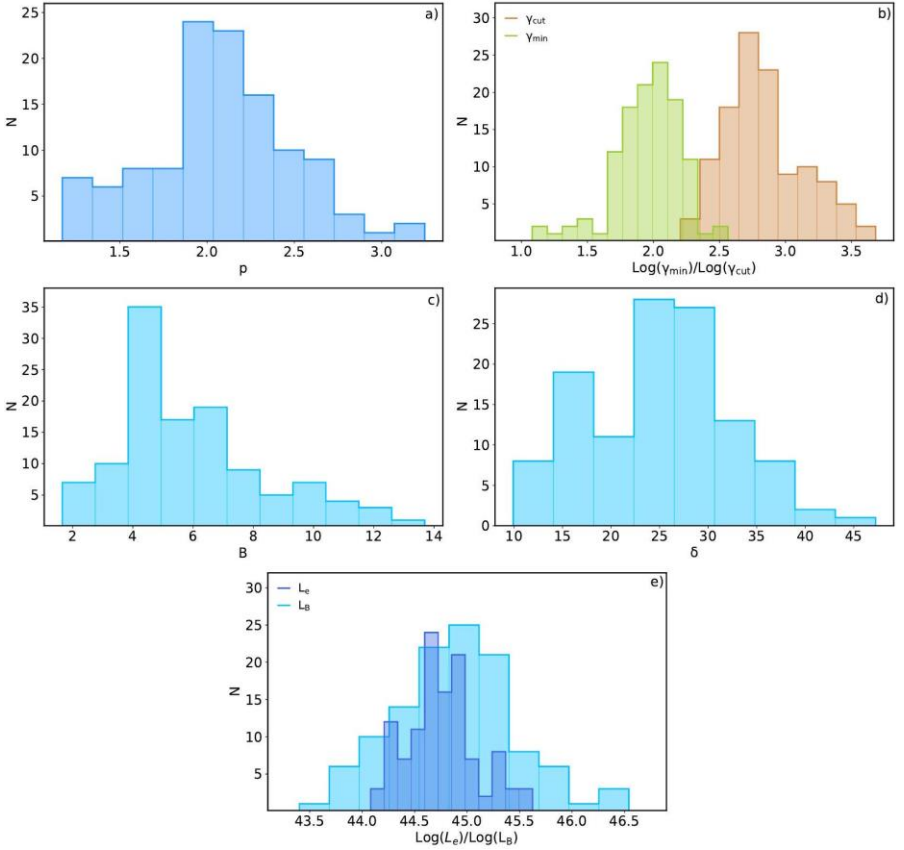 a)
25
20
15
10
5
N
1.5 2.0 2.5 3.0
p
b)
γcut
γmin
30
25
20
15
10
5
N
1.0 1.5 2.0 2.5 3.0 3.5
Log(γmin)/Log(γcut)
c)
35
30
25
20
15
10
5
N
2 4 6 8 10 12 14
B
d)
25
20
15
10
5
0
N
10 15 20 25 30 35 40 45
δ
e)
Le
LB
30
25
20
15
10
5
N
43.5 44.0 44.5 45.0 45.5 46.0 46.5
Log(Le)/Log(LB)